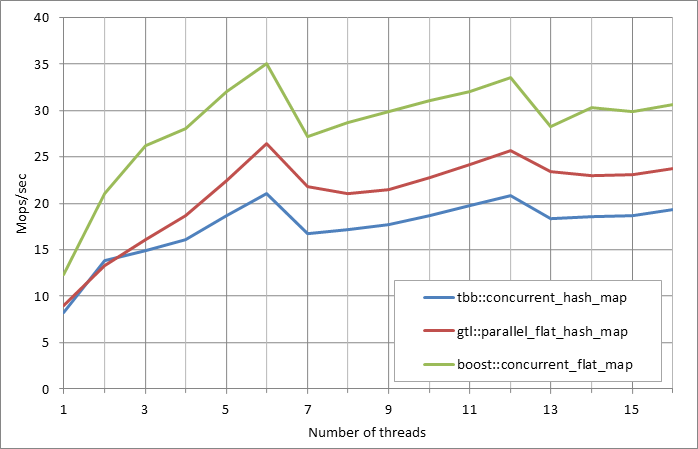 40
35
30
25
20
15
10
5
0
Mops/sec
tbb::concurrent_hash_map
gtl::parallel_flat_hash_map
boost::concurrent_flat_map
1 3 5 7 9 11 13 15
Number of threads